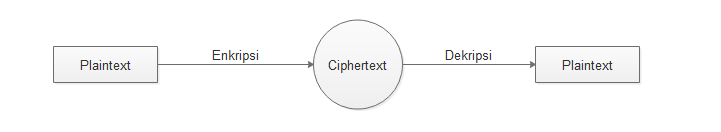 Plaintext
Enkripsi
Ciphertext
Dekripsi
Plaintext